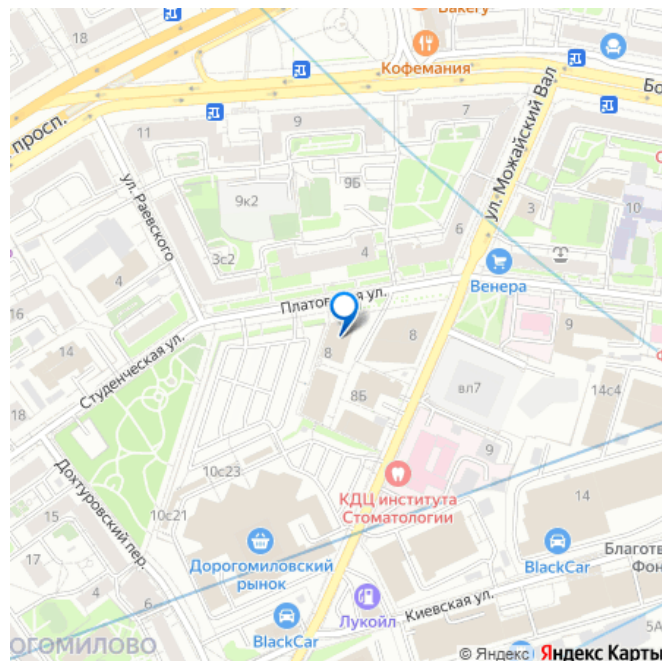 18
Bakery
Кофемания
просп.
11
9
7
Бо
ул. Можайский Вал
ул. Раевского
9Б
9к2
3с2
4
6
3
10
Венера
4
16
14
18
Студенческая ул.
ул.
8
8
8Б
вл7
9
14с4
9
10с23
10с21
КДЦ института
Стоматологии
14
15
17
Дохтуровский пер.
4
6
Дорогомиловский
рынок
BlackCar
Благотв
Фон
BlackCar
Лукойл
Киевская ул.
5А
ОГОМИЛОВО
© Яндекс Яндекс Карты